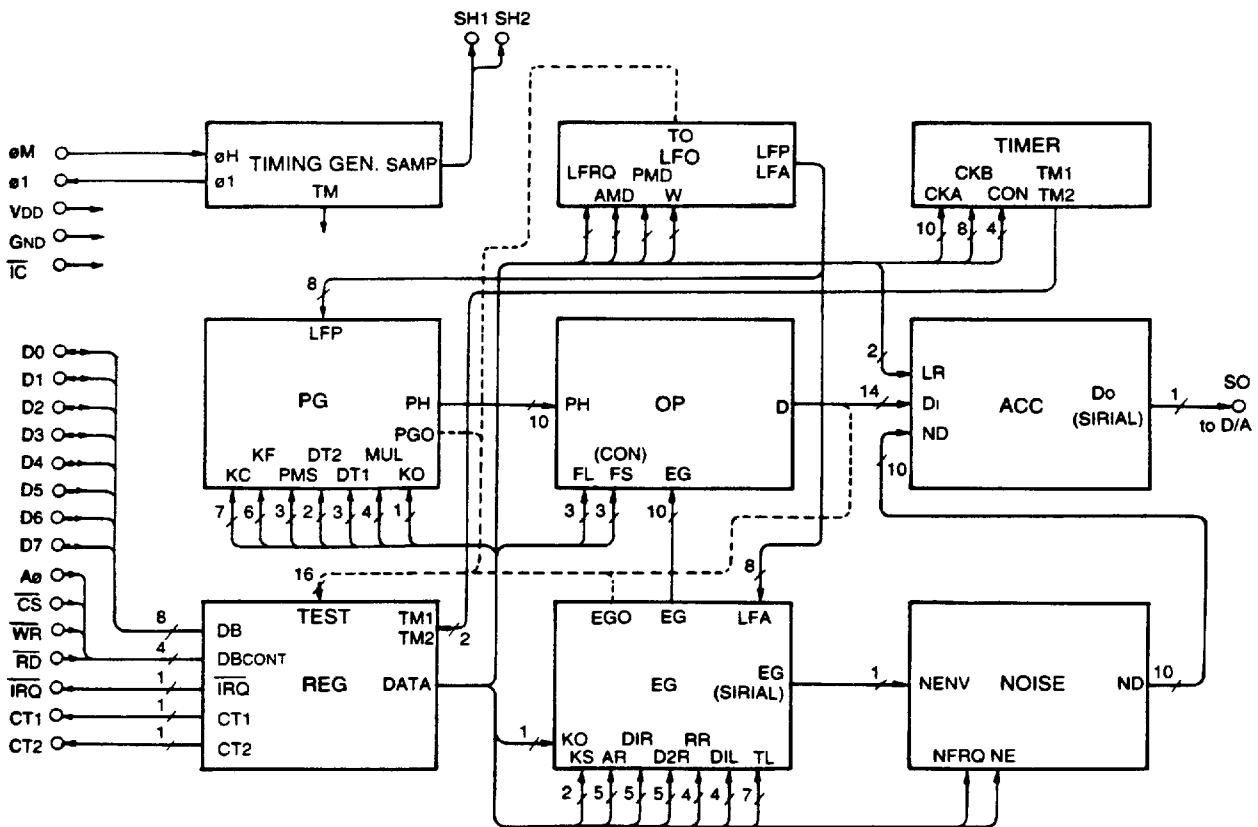 SH1 SH2
øM
ø1
VDD
GND
IC
øH
ø1
TIMING GEN. SAMP
TM
TO
LFO
LFP
LFA
LFRQ
PMD
AMD
W
TIMER
CKB
TM1
CKA
CON
TM2
10
8
4
8
D0
D1
D2
D3
D4
D5
D6
D7
Aø
CS
WR
RD
IRQ
CT1
CT2
LFP
PG
PH
PGO
KF
DT2
MUL
KC
PMS
DT1
KO
7
6
3
2
3
4
1
10
PH
OP
D
(CON)
FL
FS
EG
3
3
10
14
2
LR
DI
ND
ACC
DO
(SIRIAL)
1
SO
to D/A
10
16
8
8
4
1
1
1
TEST
TM1
TM2
2
DB
DBCONT
IRQ
REG
DATA
CT1
CT2
EGO
EG
LFA
EG
EG
(SIRIAL)
1
1
KO
DIR
RR
KS
AR
D2R
DIL
TL
2
5
5
5
4
4
7
NENV
NOISE
ND
10
NFRQ NE